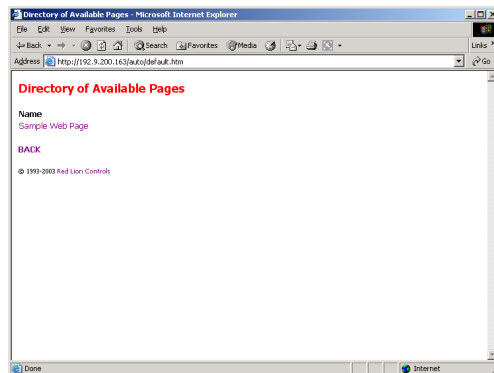 Directory of Available Pages - Microsoft Internet Explorer
File Edit View Favorites Tools Help
Back Search Favorites Media Links »
Address http://192.9.200.163/auto/default.htm Go
Directory of Available Pages
Name
Sample Web Page
BACK
© 1993-2003 Red Lion Controls
Done Internet